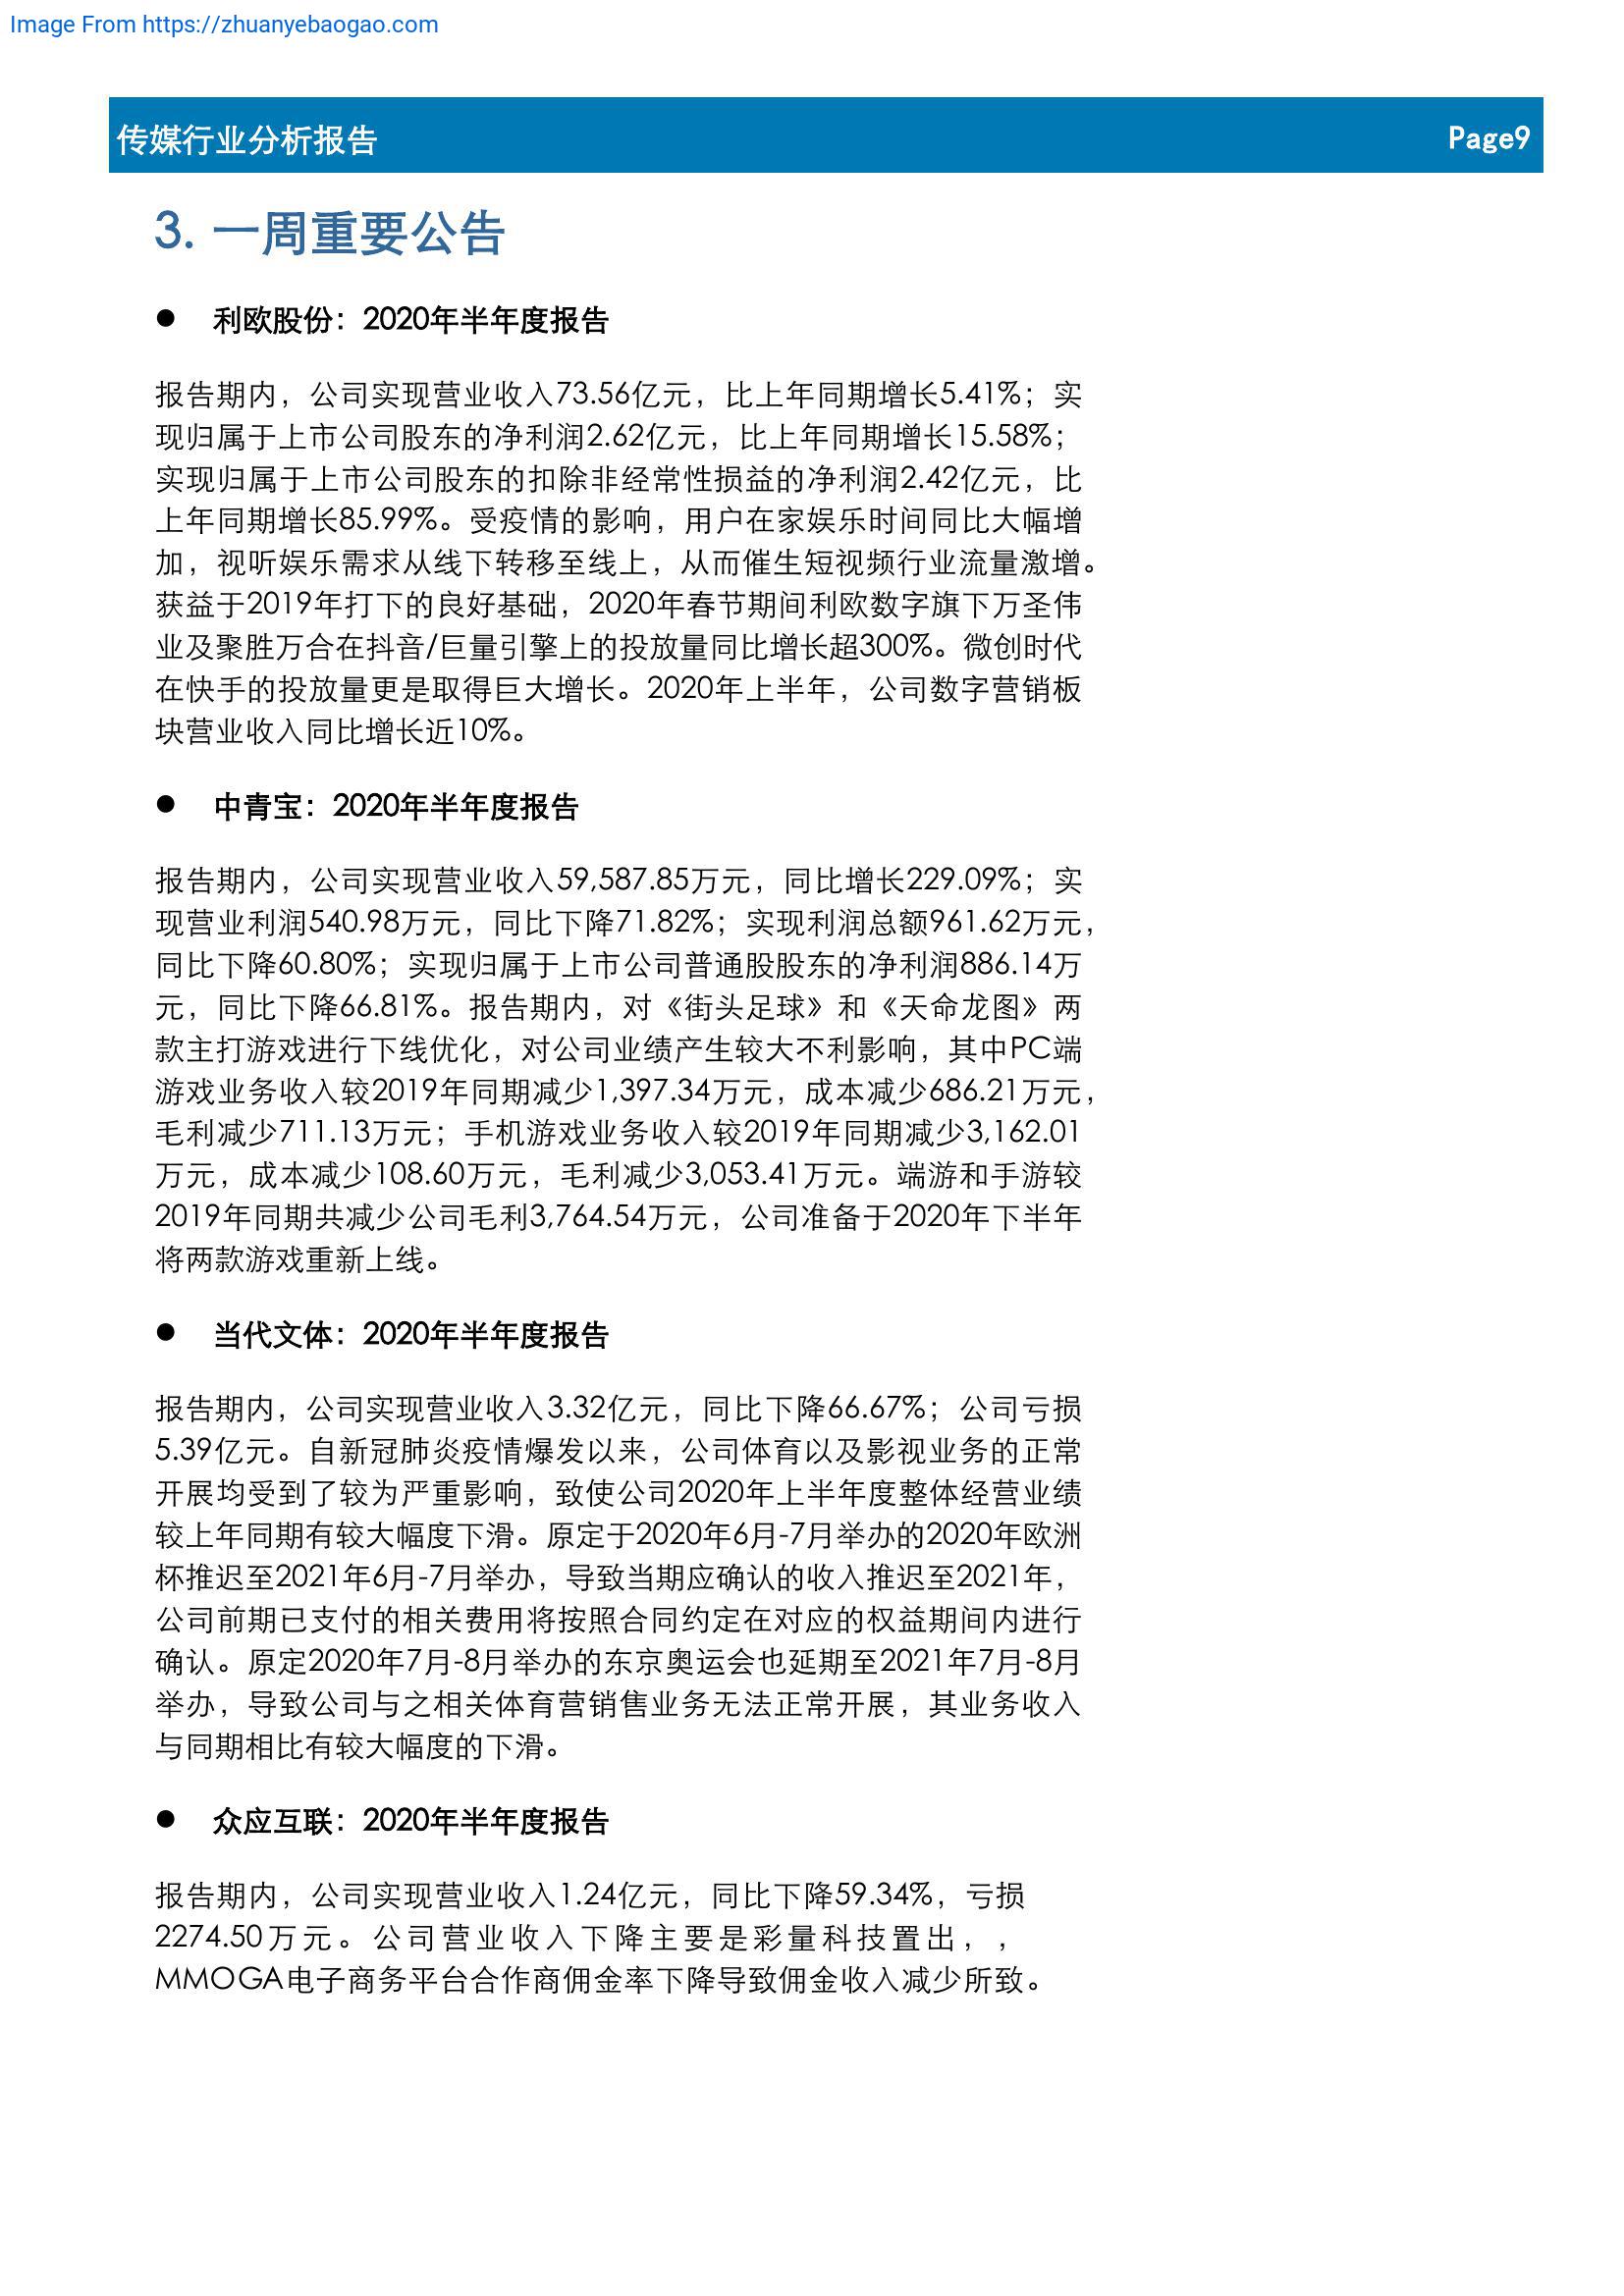 Image From https://zhuanyebaogao.com
传媒行业分析报告 Page9
3. 一周重要公告
● 利欧股份：2020年半年度报告
报告期内，公司实现营业收入73.56亿元，比上年同期增长5.41%；实
现归属于上市公司股东的净利润2.62亿元，比上年同期增长15.58%；
实现归属于上市公司股东的扣除非经常性损益的净利润2.42亿元，比
上年同期增长85.99%。受疫情的影响，用户在家娱乐时间同比大幅增
加，视听娱乐需求从线下转移至线上，从而催生短视频行业流量激增。
获益于2019年打下的良好基础，2020年春节期间利欧数字旗下万圣伟
业及聚胜万合在抖音/巨量引擎上的投放量同比增长超300%。微创时代
在快手的投放量更是取得巨大增长。2020年上半年，公司数字营销板
块营业收入同比增长近10%。
● 中青宝：2020年半年度报告
报告期内，公司实现营业收入59,587.85万元，同比增长229.09%；实
现营业利润540.98万元，同比下降71.82%；实现利润总额961.62万元，
同比下降60.80%；实现归属于上市公司普通股股东的净利润886.14万
元，同比下降66.81%。报告期内，对《街头足球》和《天命龙图》两
款主打游戏进行下线优化，对公司业绩产生较大不利影响，其中PC端
游戏业务收入较2019年同期减少1,397.34万元，成本减少686.21万元，
毛利减少711.13万元；手机游戏业务收入较2019年同期减少3,162.01
万元，成本减少108.60万元，毛利减少3,053.41万元。端游和手游较
2019年同期共减少公司毛利3,764.54万元，公司准备于2020年下半年
将两款游戏重新上线。
● 当代文体：2020年半年度报告
报告期内，公司实现营业收入3.32亿元，同比下降66.67%；公司亏损
5.39亿元。自新冠肺炎疫情爆发以来，公司体育以及影视业务的正常
开展均受到了较为严重影响，致使公司2020年上半年度整体经营业绩
较上年同期有较大幅度下滑。原定于2020年6月-7月举办的2020年欧洲
杯推迟至2021年6月-7月举办，导致当期应确认的收入推迟至2021年，
公司前期已支付的相关费用将按照合同约定在对应的权益期间内进行
确认。原定2020年7月-8月举办的东京奥运会也延期至2021年7月-8月
举办，导致公司与之相关体育营销售业务无法正常开展，其业务收入
与同期相比有较大幅度的下滑。
● 众应互联：2020年半年度报告
报告期内，公司实现营业收入1.24亿元，同比下降59.34%，亏损
2274.50万元。公司营业收入下降主要是彩量科技置出，，
MMOGA电子商务平台合作商佣金率下降导致佣金收入减少所致。